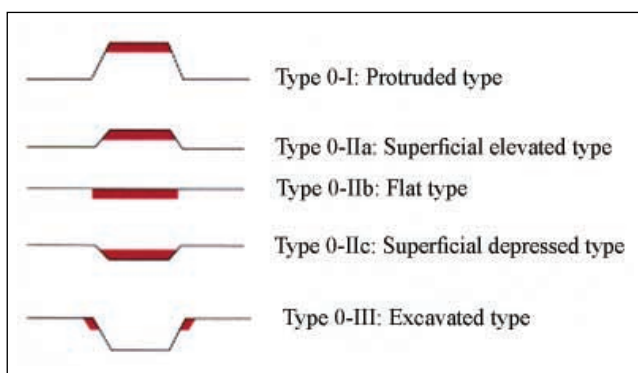 Type 0-I: Protruded type
Type 0-IIa: Superficial elevated type
Type 0-IIb: Flat type
Type 0-IIc: Superficial depressed type
Type 0-III: Excavated type